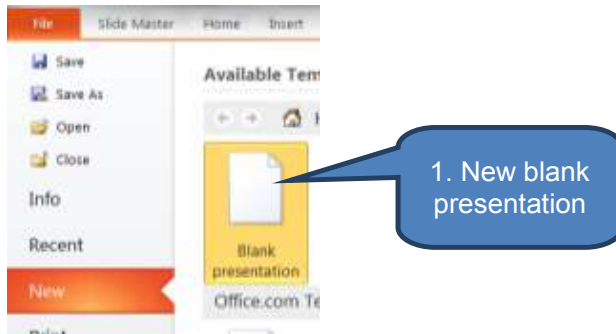 File Slide Master Home Insert
Save
Save As
Open
Close
Info
Recent
New
Print
Available Tem
H
Blank
presentation
Office.com Te
1. New blank
presentation